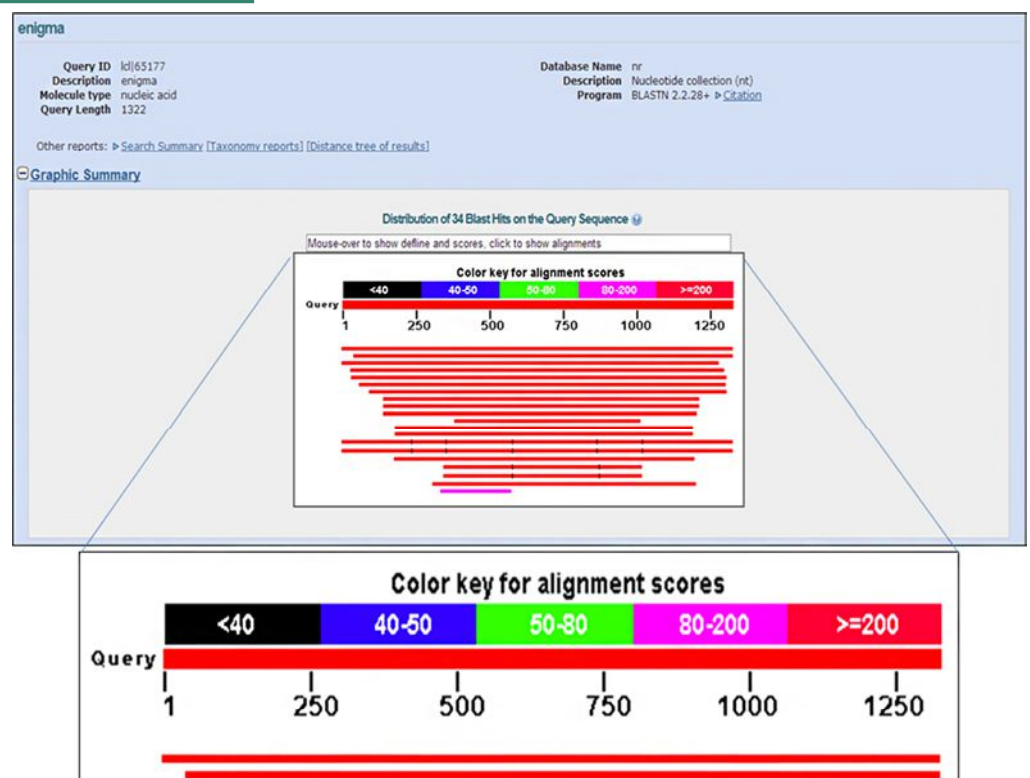 enigma
Query ID lcl|65177
Description enigma
Molecule type nucleic acid
Query Length 1322
Database Name nr
Description Nucleotide collection (nt)
Program BLASTN 2.2.28+ Citation
Other reports: Search Summary [Taxonomy reports] [Distance tree of results]
Graphic Summary
Distribution of 34 Blast Hits on the Query Sequence
Mouse-over to show defline and scores, click to show alignments
Color key for alignment scores
<40 40-50 50-80 80-200 >=200
Query
1 250 500 750 1000 1250
Color key for alignment scores
<40 40-50 50-80 80-200 >=200
Query
1 250 500 750 1000 1250